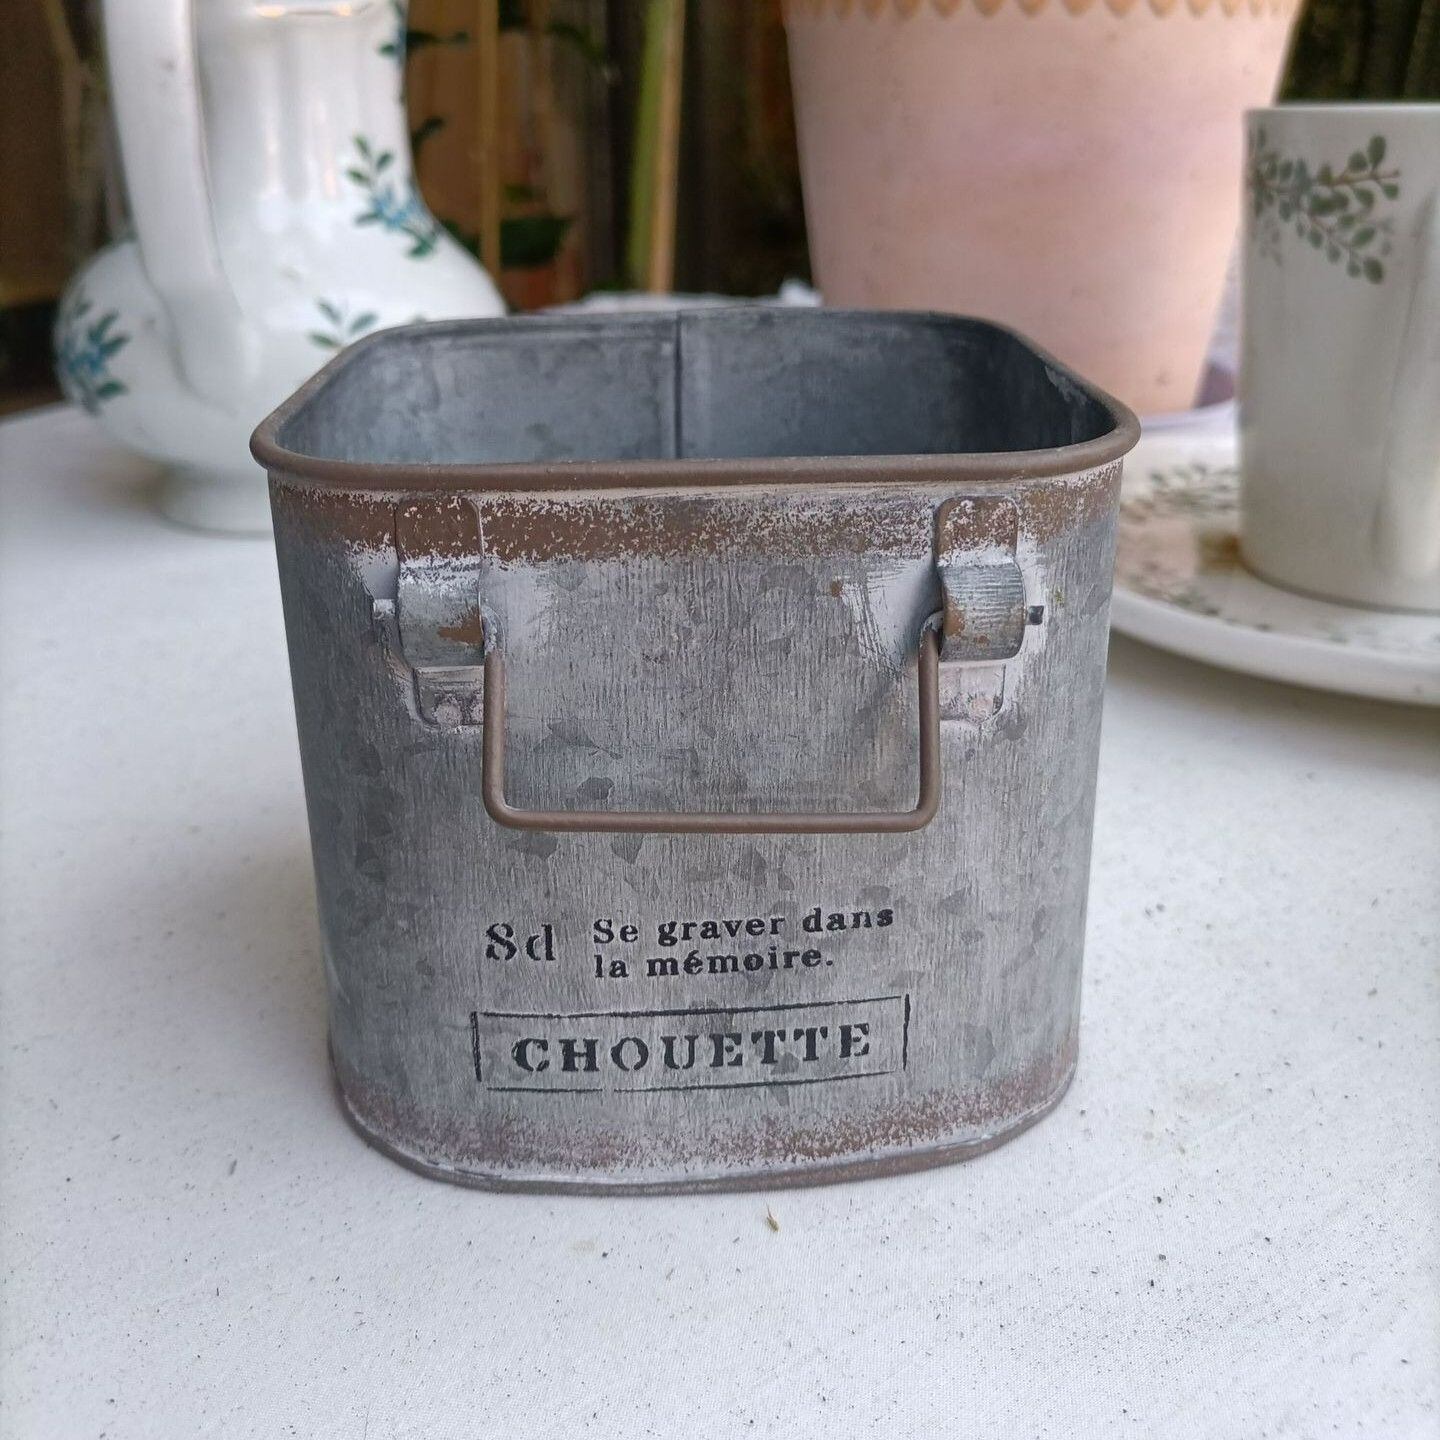 8d Se graver dans
la mémoire.
CHOUETTE